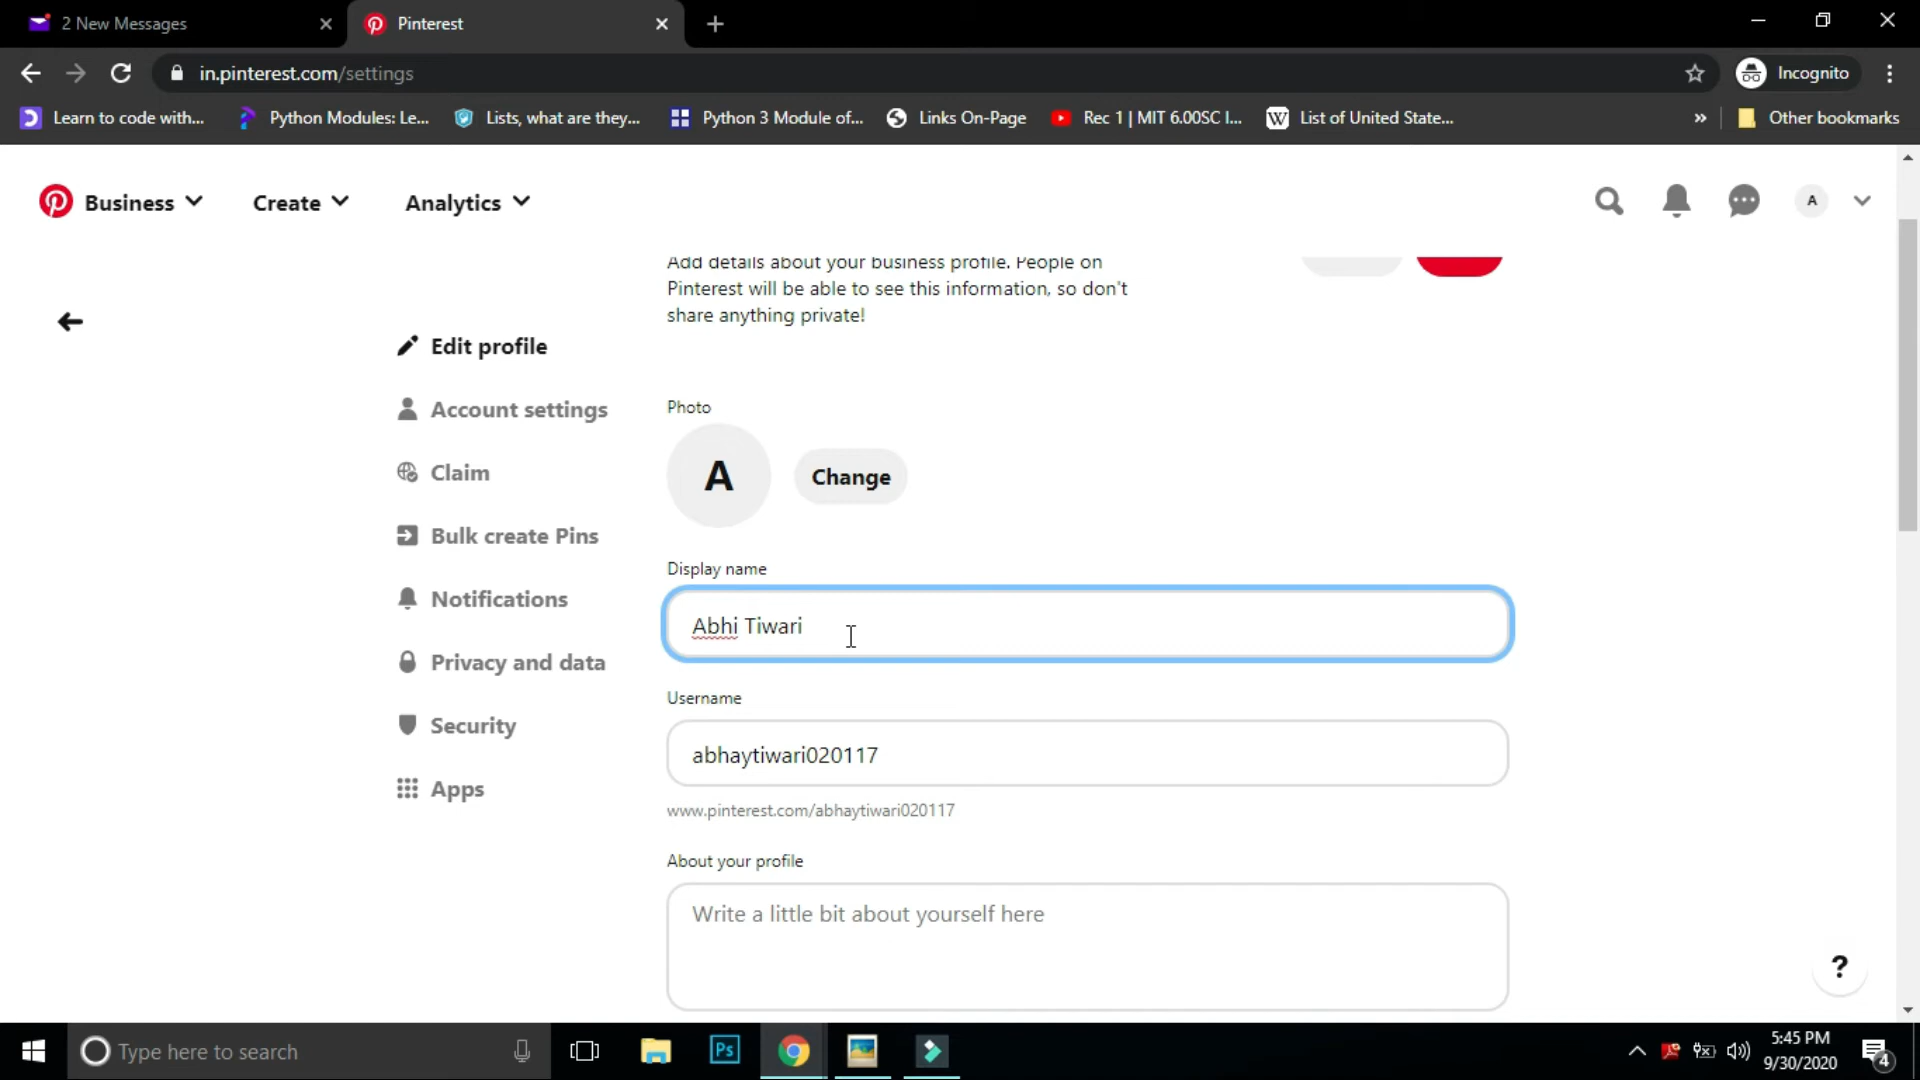 2 New Messages
Pinterest
in.pinterest.com/settings
Incognito
Learn to code with...
Python Modules: Le...
Lists, what are they,...
Python 3 Module of...
Links On-Page
Rec 1 | MIT 6.00SC I...
List of United State...
Other bookmarks
Business
Create
Analytics
A
Add details about your business profile. People on
Pinterest will be able to see this information, so don't
share anything private!
Edit profile
Account settings
Claim
Bulk create Pins
Notifications
Privacy and data
Security
Apps
Photo
A
Change
Display name
Abhi Tiwari
Username
abhaytiwari020117
www.pinterest.com/abhaytiwari020117
About your profile
Write a little bit about yourself here
?
Type here to search
Ps
5:45 PM
9/30/2020
4